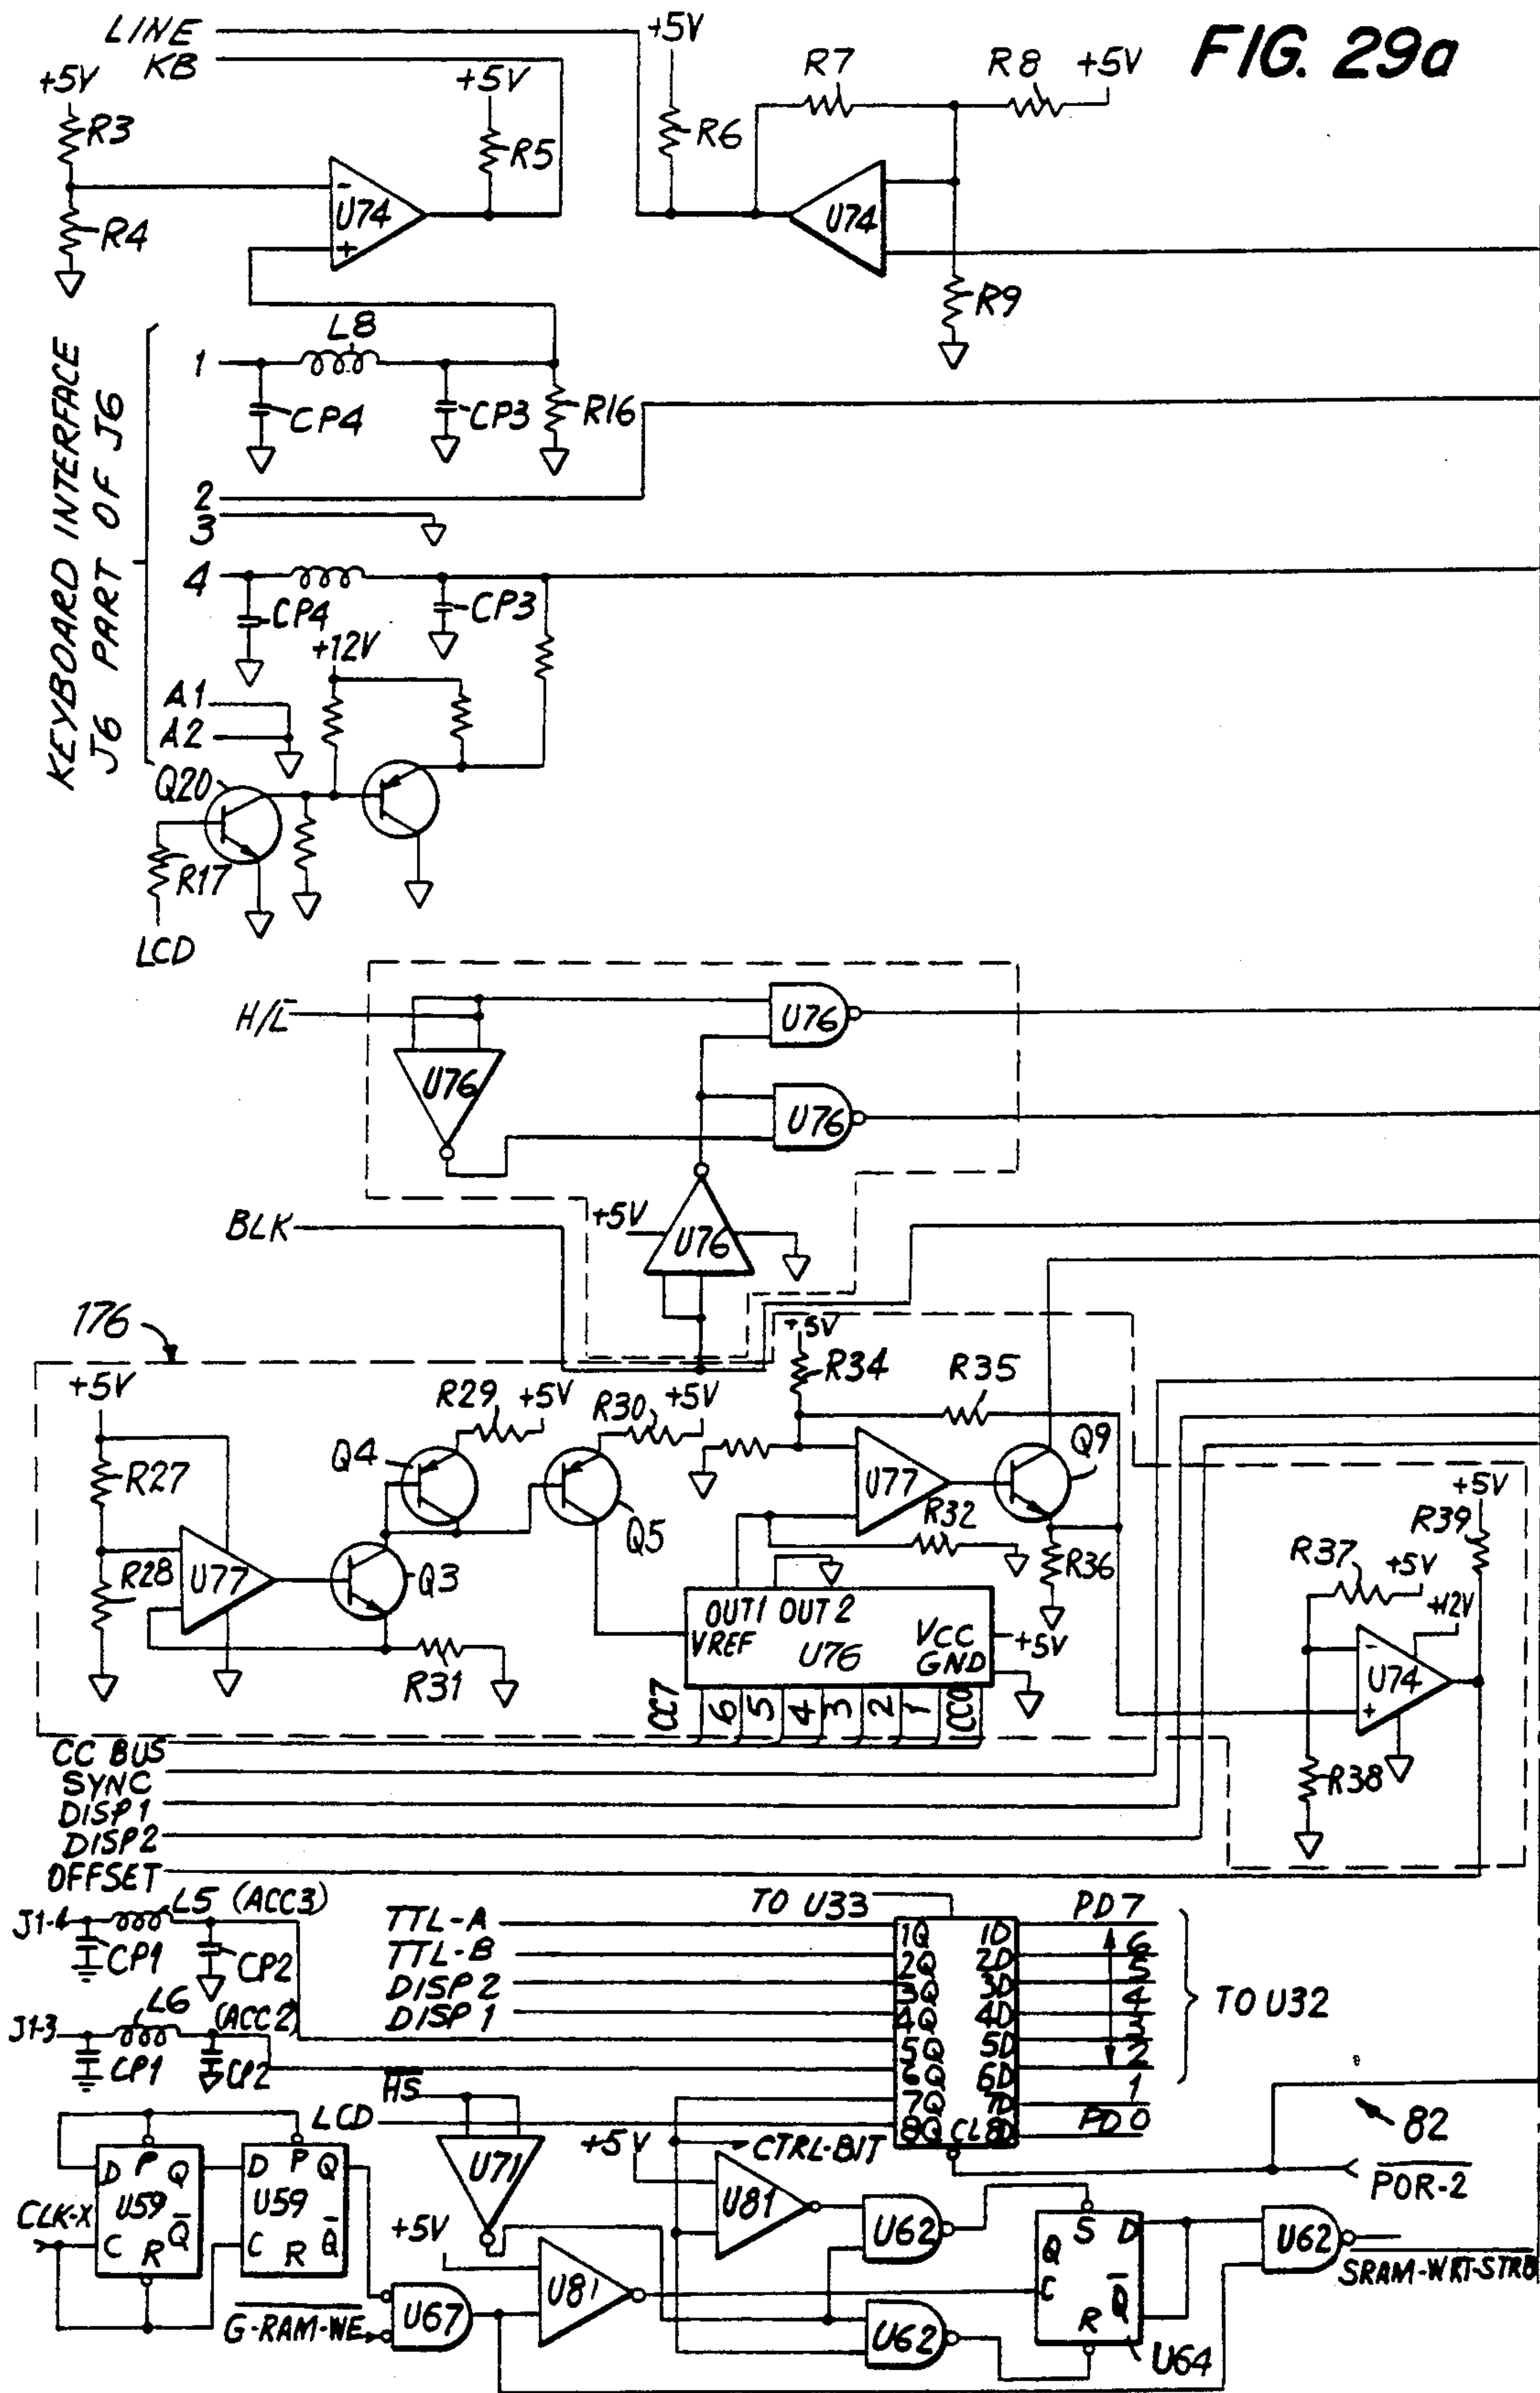 FIG. 29a
LINE
KB
+5V
+5V
+5V
R7
R8
+5V
R3
R5
R6
-
U74
+
R4
U74
R9
KEYBOARD INTERFACE
J6 PART OF J6
L8
1
CP4
CP3
R16
2
3
4
CP4
CP3
+12V
A1
A2
Q20
R17
LCD
H/L̅
U76
U76
U76
BLK
+5V
U76
176
+5V
+5V
R34
R35
R29
+5V
R30
+5V
Q4
Q9
R27
U77
+5V
R39
Q5
R32
R28
U77
Q3
R36
R37
+5V
+12V
OUT1 OUT2
VREF
U76
VCC
GND
+5V
-
U74
+
R31
CC7
6
5
4
3
2
1
CC0
R38
CC BUS
SYNC
DISP1
DISP2
OFFSET
L5 (ACC3)
J1-4
CP1
CP2
TO U33
TTL-A
1Q
1D
PD7
TTL-B
2Q
2D
6
DISP2
3Q
3D
5
DISP1
4Q
4D
4
TO U32
L6
(ACC2)
J1-3
CP1
CP2
5Q
5D
3
6Q
6D
2
H̅S̅
7Q
7D
1
LCD
8Q
CL
8D
PD0
82
+5V
CTRL-BIT
P̅O̅R̅-̅2̅
D
P
Q
U59
CLK-X
C
R
Q̅
D
P
Q
U59
C
R
Q̅
U71
U81
U62
+5V
U81
S
D
Q
C
Q̅
R
U64
U62
S̅R̅A̅M̅-̅W̅R̅T̅-̅S̅T̅R̅B̅
G̅-̅R̅A̅M̅-̅W̅E̅
U67
U62